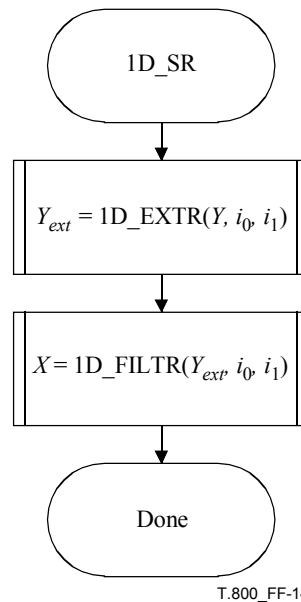 1D_SR
Y_ext = 1D_EXTR(Y, i_0, i_1)
X = 1D_FILTR(Y_ext, i_0, i_1)
Done
T.800_FF-1